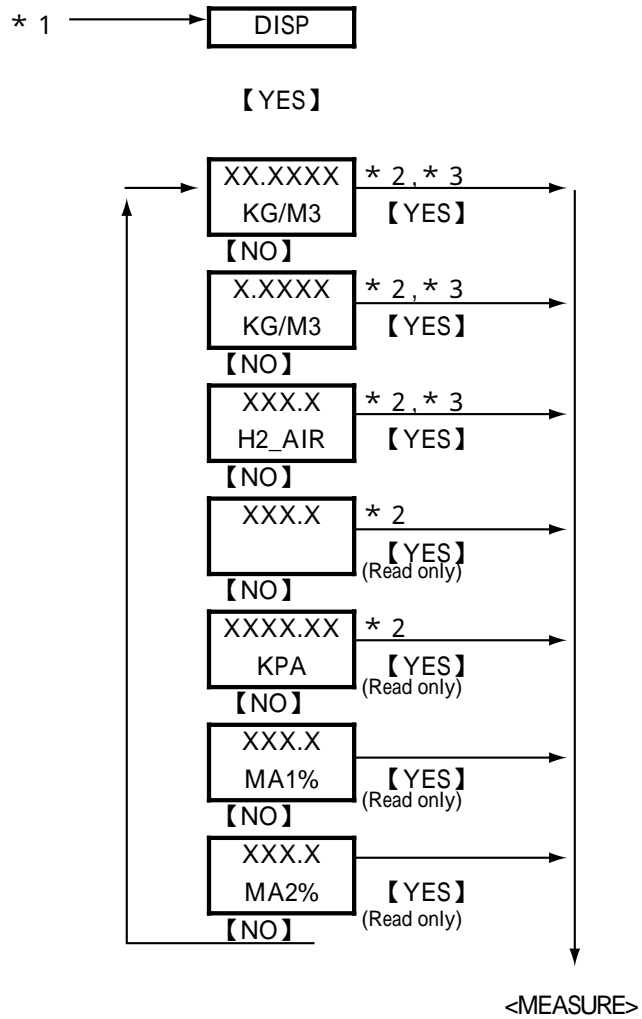 * 1 DISP
【YES】
XX.XXXX * 2,* 3
KG/M3 【YES】
【NO】
X.XXXX * 2,* 3
KG/M3 【YES】
【NO】
XXX.X * 2,* 3
H2_AIR 【YES】
【NO】
XXX.X * 2
【YES】
(Read only)
【NO】
XXXX.XX * 2
KPA 【YES】
(Read only)
【NO】
XXX.X
MA1% 【YES】
(Read only)
【NO】
XXX.X
MA2% 【YES】
(Read only)
【NO】
<MEASURE>